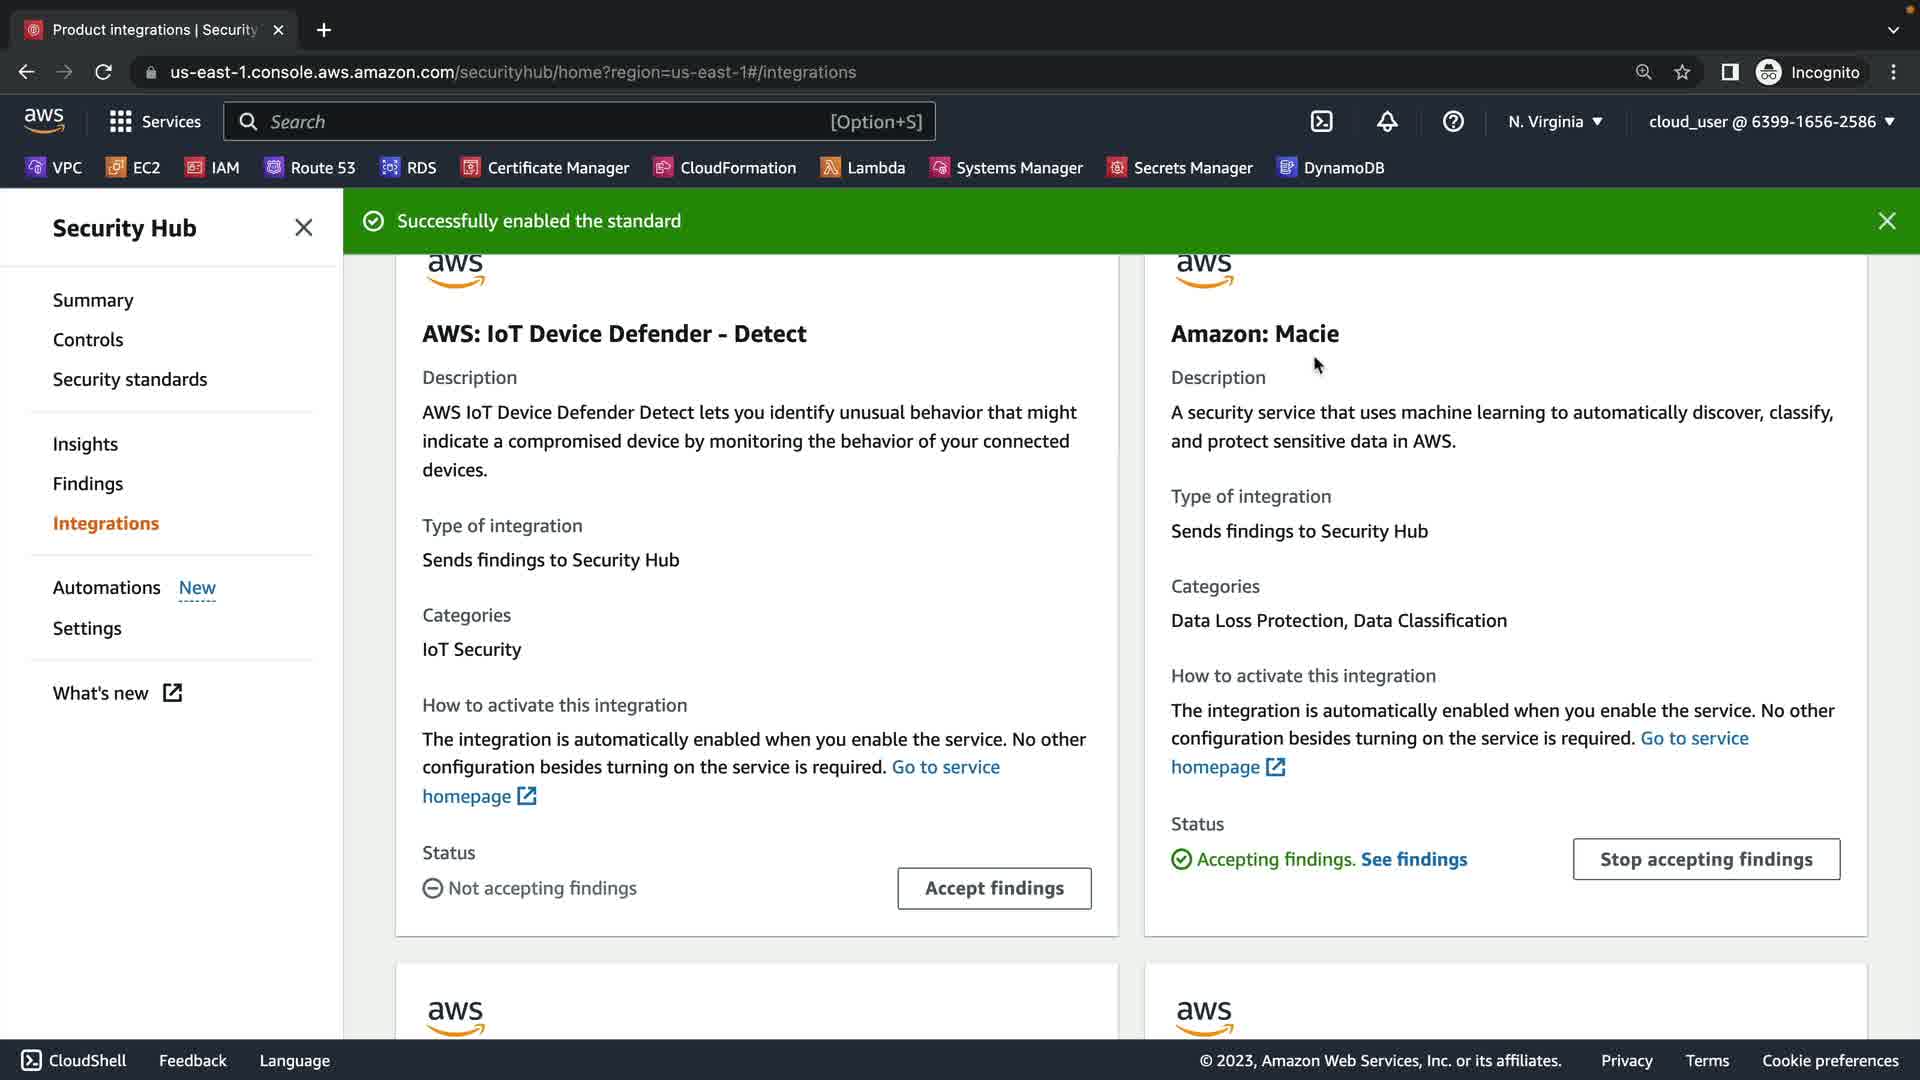 Product integrations | Security
us-east-1.console.aws.amazon.com/securityhub/home?region=us-east-1#/integrations
Incognito
aws
Services
Search
[Option+S]
N. Virginia
cloud_user @ 6399-1656-2586
VPC
EC2
IAM
Route 53
RDS
Certificate Manager
CloudFormation
Lambda
Systems Manager
Secrets Manager
DynamoDB
Security Hub
Successfully enabled the standard
Summary
Controls
Security standards
Insights
Findings
Integrations
Automations New
Settings
What's new
aws
AWS: IoT Device Defender - Detect
Description
AWS IoT Device Defender Detect lets you identify unusual behavior that might
indicate a compromised device by monitoring the behavior of your connected
devices.
Type of integration
Sends findings to Security Hub
Categories
IoT Security
How to activate this integration
The integration is automatically enabled when you enable the service. No other
configuration besides turning on the service is required. Go to service
homepage
Status
Not accepting findings
Accept findings
aws
Amazon: Macie
Description
A security service that uses machine learning to automatically discover, classify,
and protect sensitive data in AWS.
Type of integration
Sends findings to Security Hub
Categories
Data Loss Protection, Data Classification
How to activate this integration
The integration is automatically enabled when you enable the service. No other
configuration besides turning on the service is required. Go to service
homepage
Status
Accepting findings. See findings
Stop accepting findings
aws
aws
CloudShell
Feedback
Language
© 2023, Amazon Web Services, Inc. or its affiliates.
Privacy
Terms
Cookie preferences